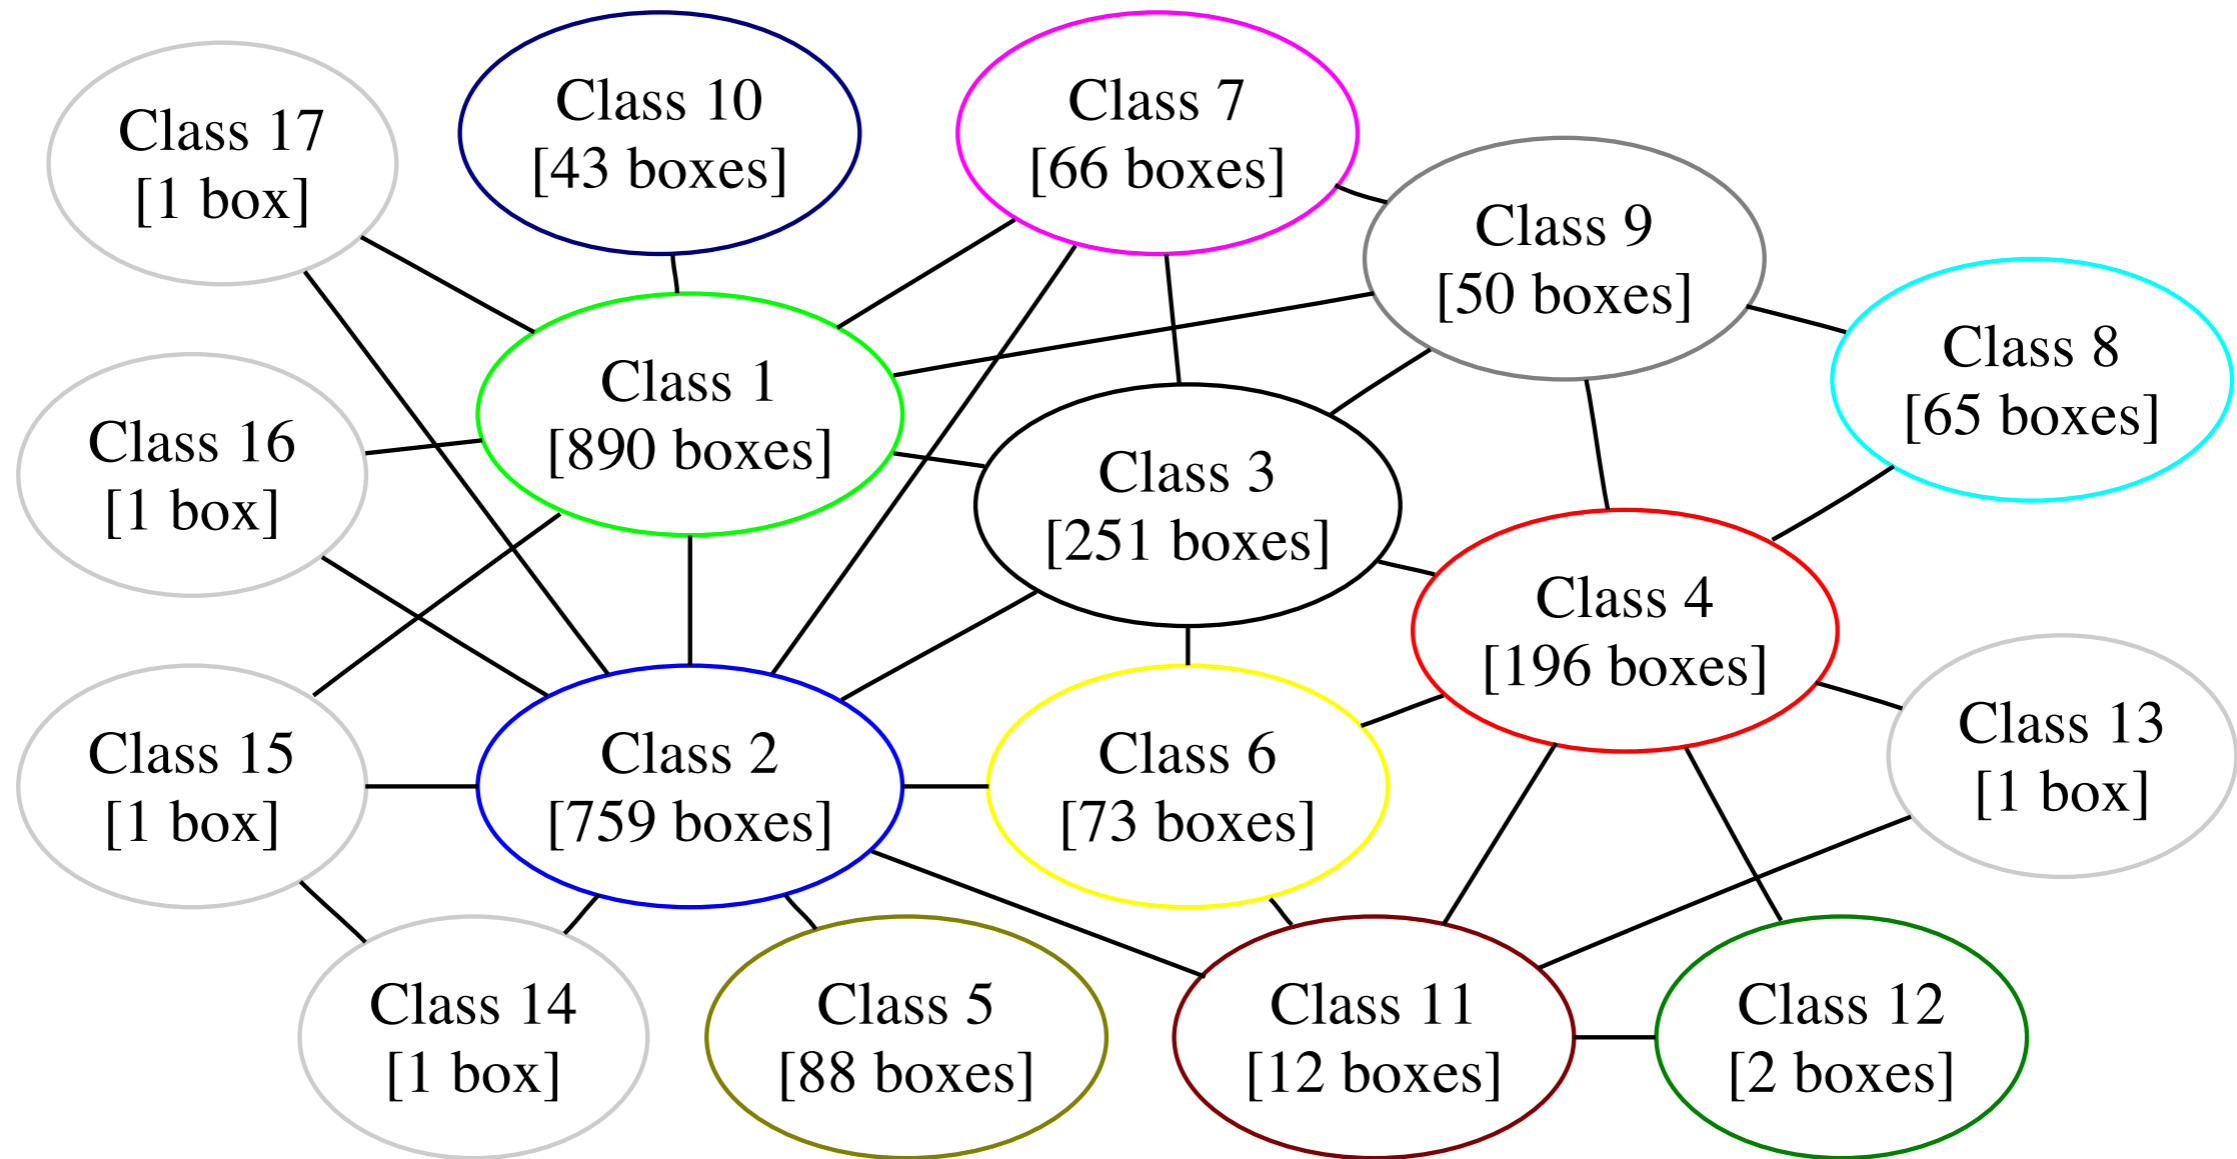 Class 10
[43 boxes]
Class 7
[66 boxes]
Class 17
[1 box]
Class 9
[50 boxes]
Class 8
[65 boxes]
Class 1
[890 boxes]
Class 16
[1 box]
Class 3
[251 boxes]
Class 4
[196 boxes]
Class 13
[1 box]
Class 15
[1 box]
Class 2
[759 boxes]
Class 6
[73 boxes]
Class 14
[1 box]
Class 5
[88 boxes]
Class 11
[12 boxes]
Class 12
[2 boxes]